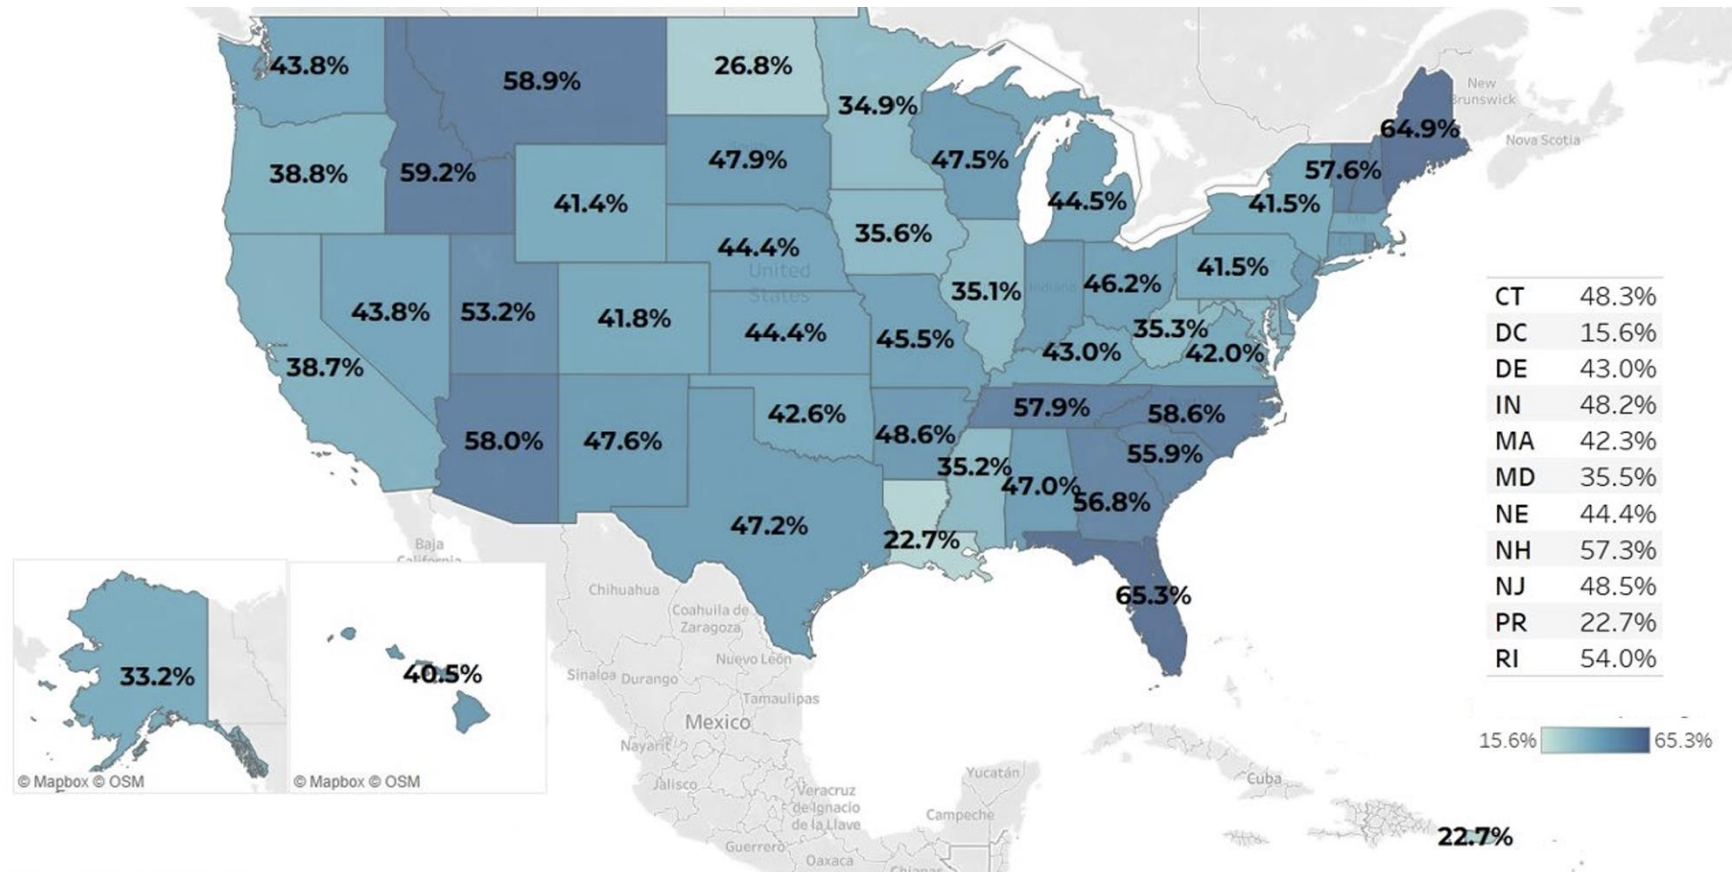 43.8%
58.9%
26.8%
34.9%
64.9%
New
Brunswick
Nova Scotia
38.8%
59.2%
41.4%
47.9%
47.5%
44.5%
57.6%
41.5%
44.4%
United
States
35.6%
35.1%
Indiana
46.2%
41.5%
43.8%
53.2%
41.8%
44.4%
45.5%
43.0%
35.3%
42.0%
38.7%
58.0%
47.6%
42.6%
48.6%
57.9%
58.6%
55.9%
35.2%
47.0%
56.8%
47.2%
22.7%
65.3%
CT 48.3%
DC 15.6%
DE 43.0%
IN 48.2%
MA 42.3%
MD 35.5%
NE 44.4%
NH 57.3%
NJ 48.5%
PR 22.7%
RI 54.0%
15.6% 65.3%
Baja
California
Chihuahua
Coahuila de
Zaragoza
Nuevo León
Sinaloa
Durango
Tamaulipas
Mexico
Nayarit
Jalisco
Veracruz
de Ignacio
de la Llave
Yucatán
Campeche
Guerrero
Oaxaca
Chiapas
Cuba
22.7%
33.2%
© Mapbox © OSM
40.5%
© Mapbox © OSM